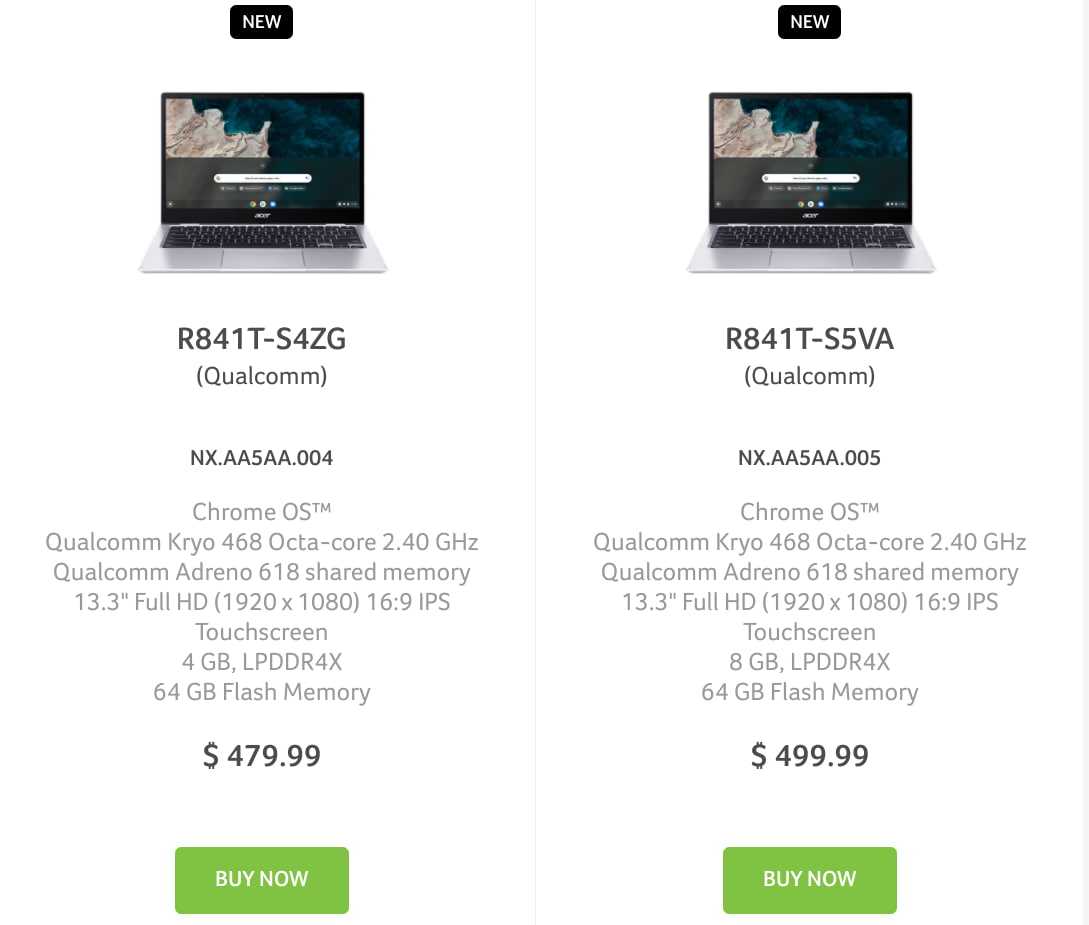 NEW
acer
R841T-S4ZG
(Qualcomm)
NX.AA5AA.004
Chrome OS™
Qualcomm Kryo 468 Octa-core 2.40 GHz
Qualcomm Adreno 618 shared memory
13.3" Full HD (1920 x 1080) 16:9 IPS
Touchscreen
4 GB, LPDDR4X
64 GB Flash Memory
$ 479.99
BUY NOW
NEW
acer
R841T-S5VA
(Qualcomm)
NX.AA5AA.005
Chrome OS™
Qualcomm Kryo 468 Octa-core 2.40 GHz
Qualcomm Adreno 618 shared memory
13.3" Full HD (1920 x 1080) 16:9 IPS
Touchscreen
8 GB, LPDDR4X
64 GB Flash Memory
$ 499.99
BUY NOW